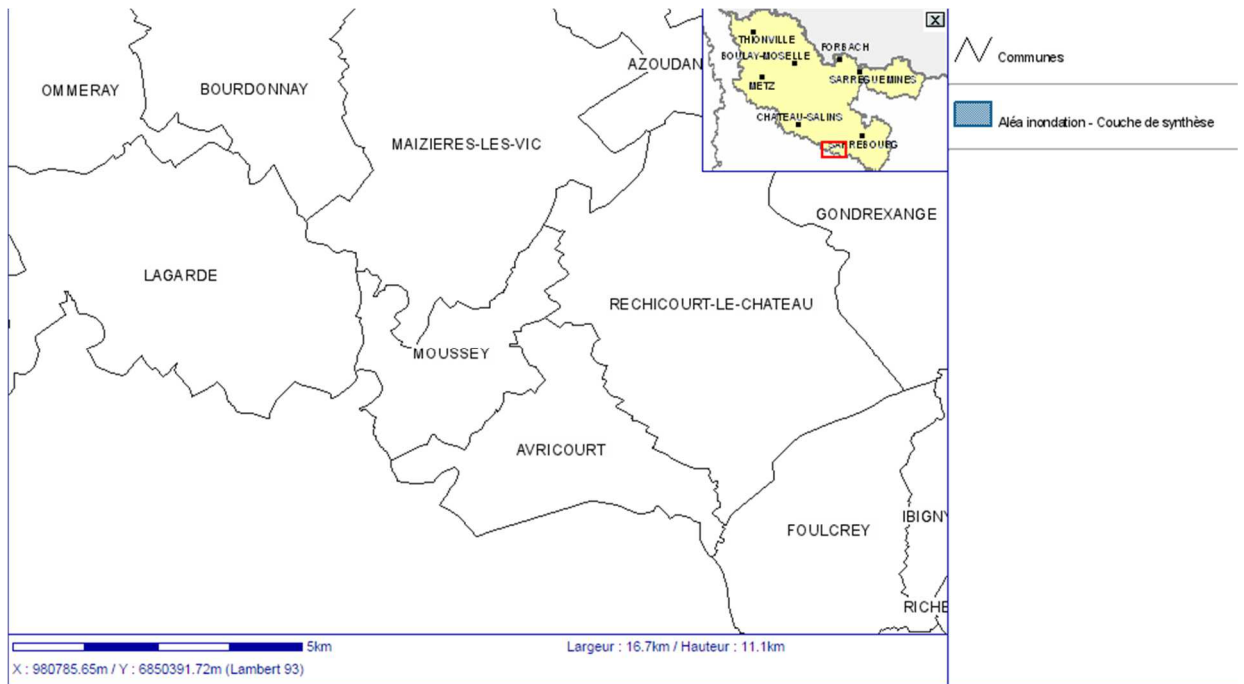 THIONVILLE
FORBACH
BOULAY-MOSELLE
SARREGUEMINES
METZ
CHATEAU-SALINS
SARREBOURG
X
Communes
Aléa inondation - Couche de synthèse
AZOUDAN
OMMERAY
BOURDONNAY
MAIZIERES-LES-VIC
GONDREXANGE
LAGARDE
RECHICOURT-LE-CHATEAU
MOUSSEY
AVRICOURT
FOULCREY
IBIGNY
RICHE
5km
Largeur : 16.7km / Hauteur : 11.1km
X : 980785.65m / Y : 6850391.72m (Lambert 93)